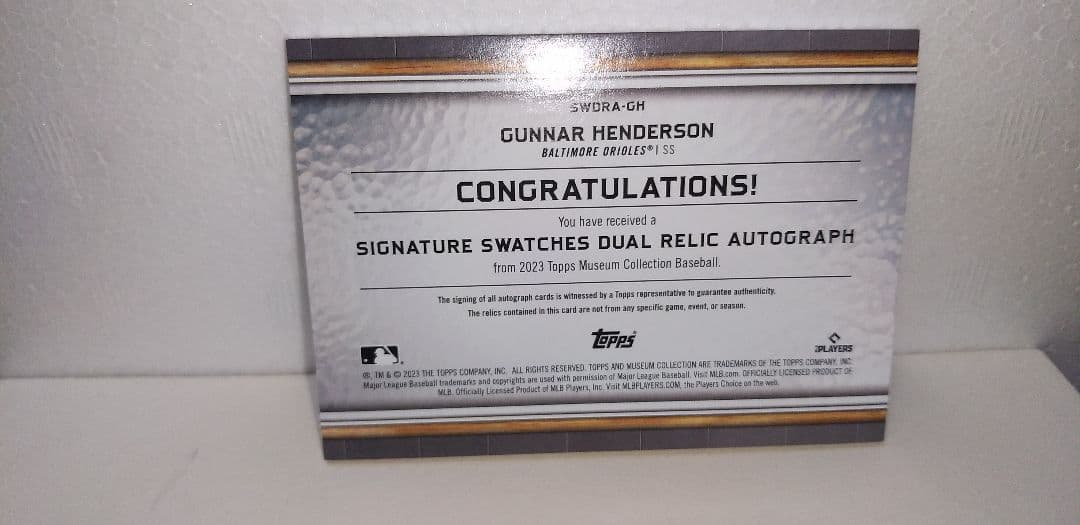 SWDRA-GH
GUNNAR HENDERSON
BALTIMORE ORIOLES® | SS
CONGRATULATIONS!
You have received a
SIGNATURE SWATCHES DUAL RELIC AUTOGRAPH
from 2023 Topps Museum Collection Baseball.
The signing of all autograph cards is witnessed by a Topps representative to guarantee authenticity.
The relics contained in this card are not from any specific game, event, or season.
Topps
PLAYERS
®, TM & © 2023 THE TOPPS COMPANY, INC. ALL RIGHTS RESERVED. TOPPS AND MUSEUM COLLECTION ARE TRADEMARKS OF THE TOPPS COMPANY, INC.
Major League Baseball trademarks and copyrights are used with permission of Major League Baseball. Visit MLB.com. OFFICIALLY LICENSED PRODUCT OF
MLB. Officially Licensed Product of MLB Players, Inc. Visit MLBPLAYERS.COM, the Players Choice on the web.